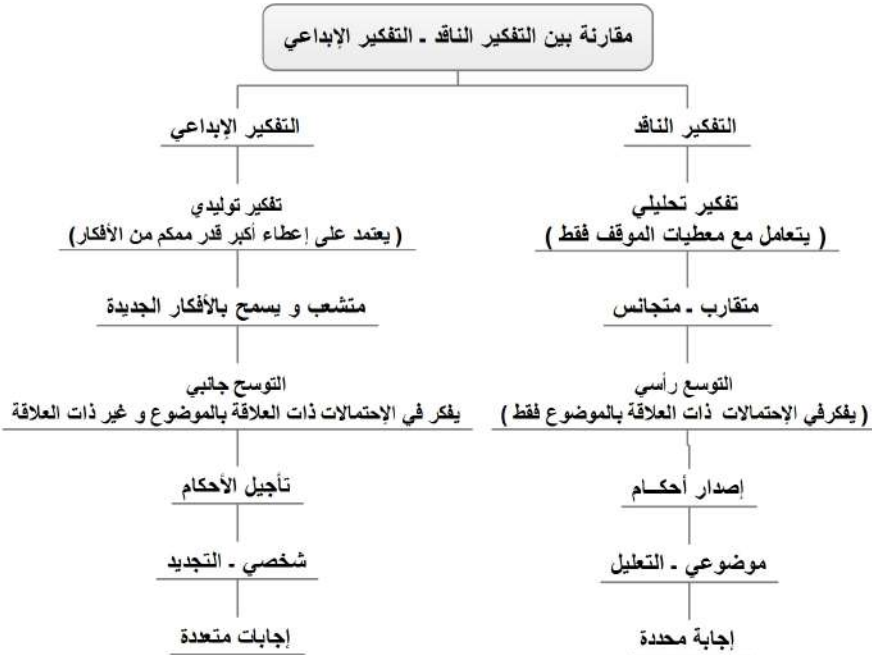 مقارنة بين التفكير الناقد - التفكير الإبداعي
التفكير الناقد
تفكير تحليلي
( يتعامل مع معطيات الموقف فقط )
متقارب - متجانس
التوسع رأسي
( يفكرفي الإحتمالات ذات العلاقة بالموضوع فقط )
إصدار أحكــام
موضوعي - التعليل
إجابة محددة
التفكير الإبداعي
تفكير توليدي
( يعتمد على إعطاء أكبر قدر ممكم من الأفكار)
متشعب و يسمح بالأفكار الجديدة
التوسح جانبي
يفكر في الإحتمالات ذات العلاقة بالموضوع و غير ذات العلاقة
تأجيل الأحكام
شخصي - التجديد
إجابات متعددة